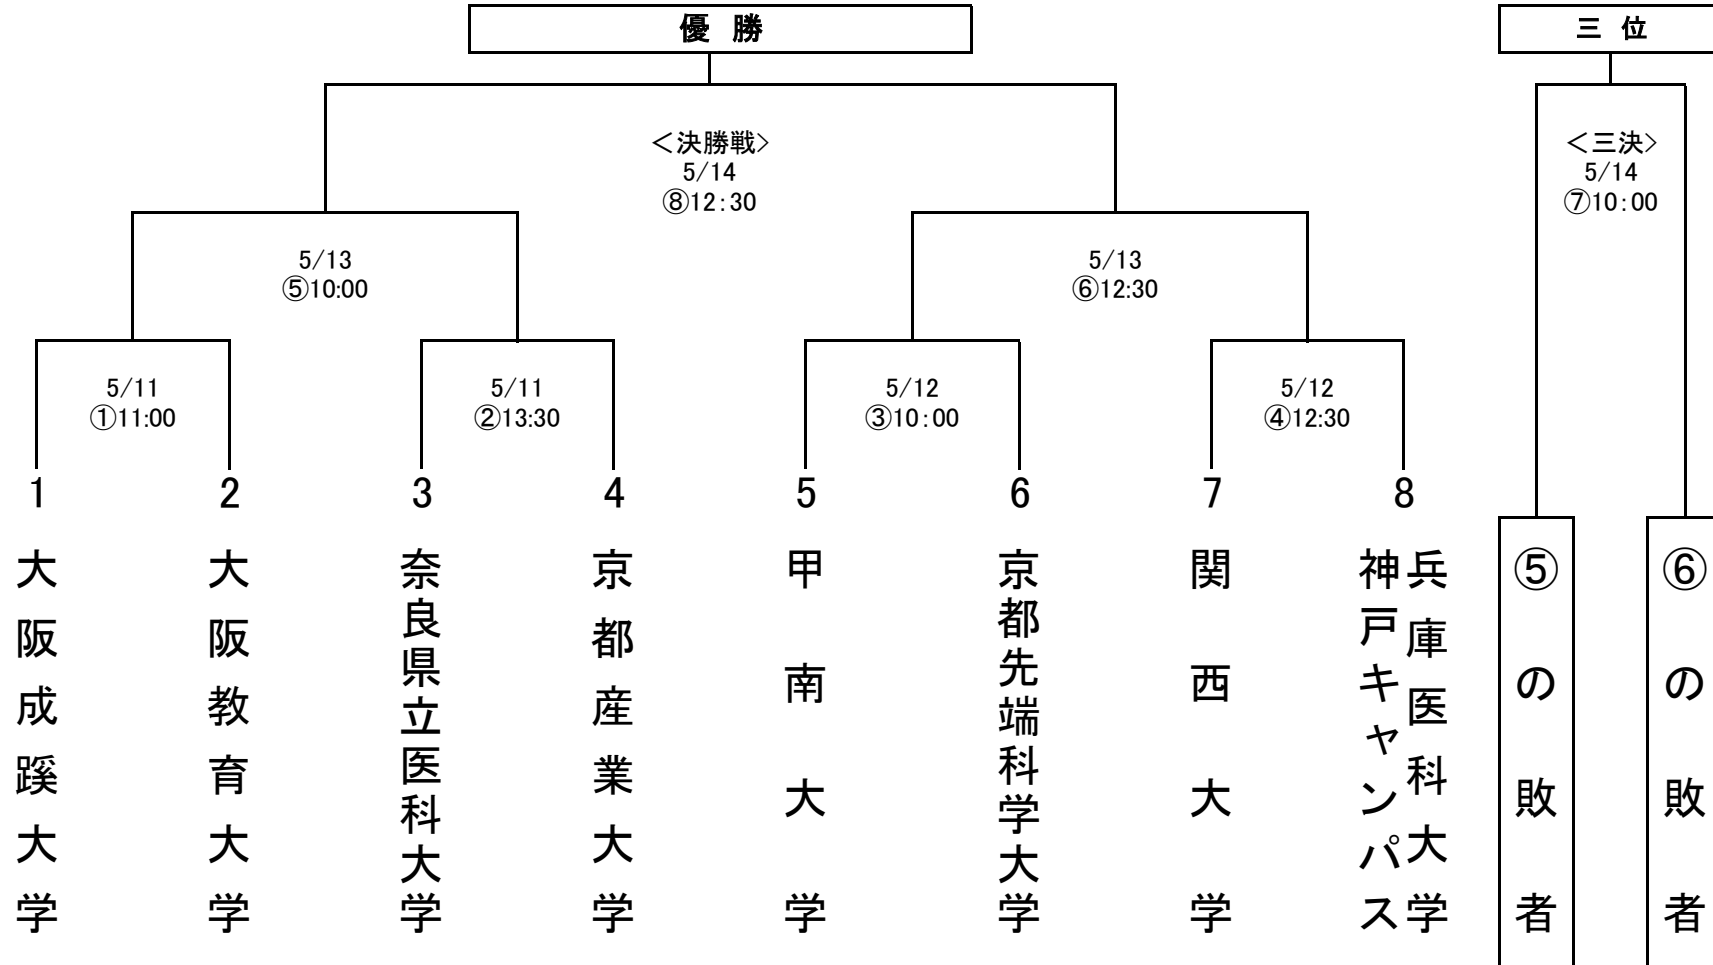 優 勝
三 位
＜決勝戦＞
5/14
⑧12：30
＜三決＞
5/14
⑦10：00
5/13
⑤10:00
5/13
⑥12:30
5/11
①11:00
5/11
②13:30
5/12
③10：00
5/12
④12:30
1
2
3
4
5
6
7
8
大阪成蹊大学
大阪教育大学
奈良県立医科大学
京都産業大学
甲南大学
京都先端科学大学
関西大学
兵庫医科大学
神戸キャンパス
⑤の敗者
⑥の敗者